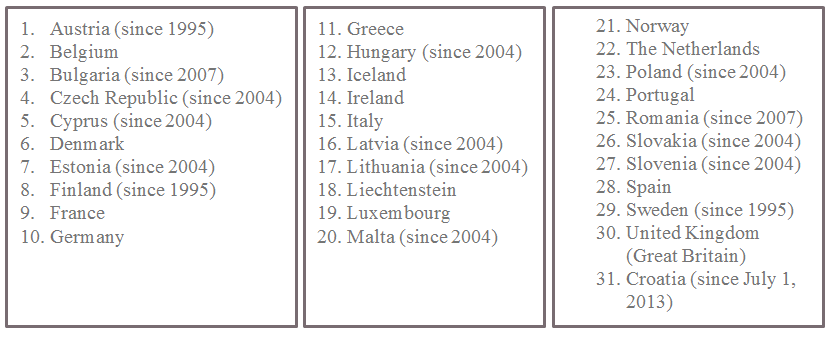 1. Austria (since 1995)
2. Belgium
3. Bulgaria (since 2007)
4. Czech Republic (since 2004)
5. Cyprus (since 2004)
6. Denmark
7. Estonia (since 2004)
8. Finland (since 1995)
9. France
10. Germany
11. Greece
12. Hungary (since 2004)
13. Iceland
14. Ireland
15. Italy
16. Latvia (since 2004)
17. Lithuania (since 2004)
18. Liechtenstein
19. Luxembourg
20. Malta (since 2004)
21. Norway
22. The Netherlands
23. Poland (since 2004)
24. Portugal
25. Romania (since 2007)
26. Slovakia (since 2004)
27. Slovenia (since 2004)
28. Spain
29. Sweden (since 1995)
30. United Kingdom
(Great Britain)
31. Croatia (since July 1,
2013)